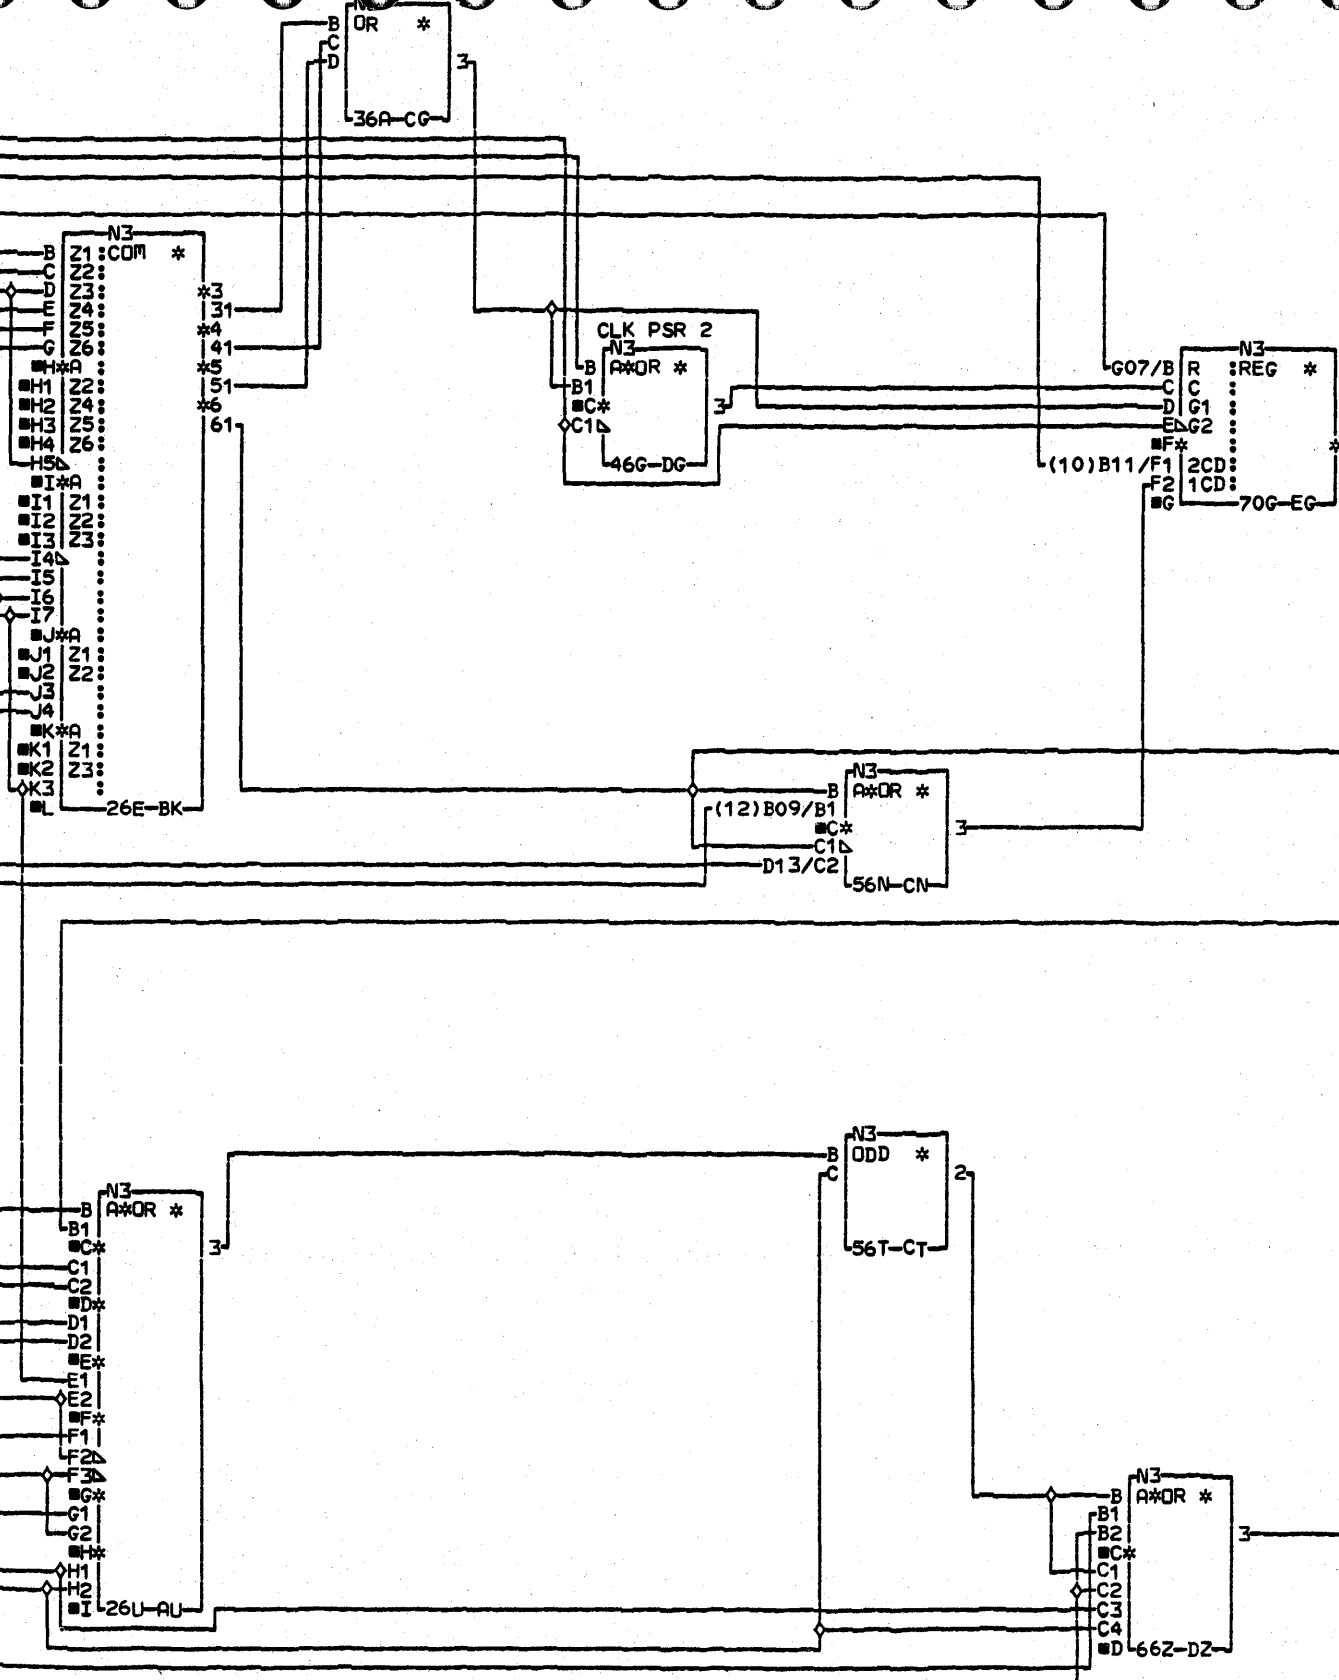 B OR *
C
D 3
36A-CG
N3
B Z1 COM *
C Z2
D Z3 *3
E Z4 31
F Z5 *4
G Z6 41
■H*A *5
■H1 Z2 51
■H2 Z4 *6
■H3 Z5 61
■H4 Z6
H5
■I*A
■I1 Z1
■I2 Z2
■I3 Z3
I4
I5
I6
I7
■J*A
■J1 Z1
■J2 Z2
J3
J4
■K*A
■K1 Z1
■K2 Z3
K3
■L 26E-BK
CLK PSR 2
N3
B A*OR *
B1
■C* 3
C1
46G-DG
N3
G07/B R REG *
C C
D G1
E G2
■F* *
(10)B11/F1 2CD
F2 1CD
■G 70G-EG
N3
B A*OR *
(12)B09/B1
■C* 3
C1
D13/C2
56N-CN
N3
B ODD *
C 2
56T-CT
N3
B A*OR *
B1
■C* 3
C1
C2
■D*
D1
D2
■E*
E1
E2
■F*
F1
F2
F3
■G*
G1
G2
■H*
H1
H2
■I 26U-AU
N3
B A*OR *
B1
B2 3
■C*
C1
C2
C3
C4
■D 66Z-DZ